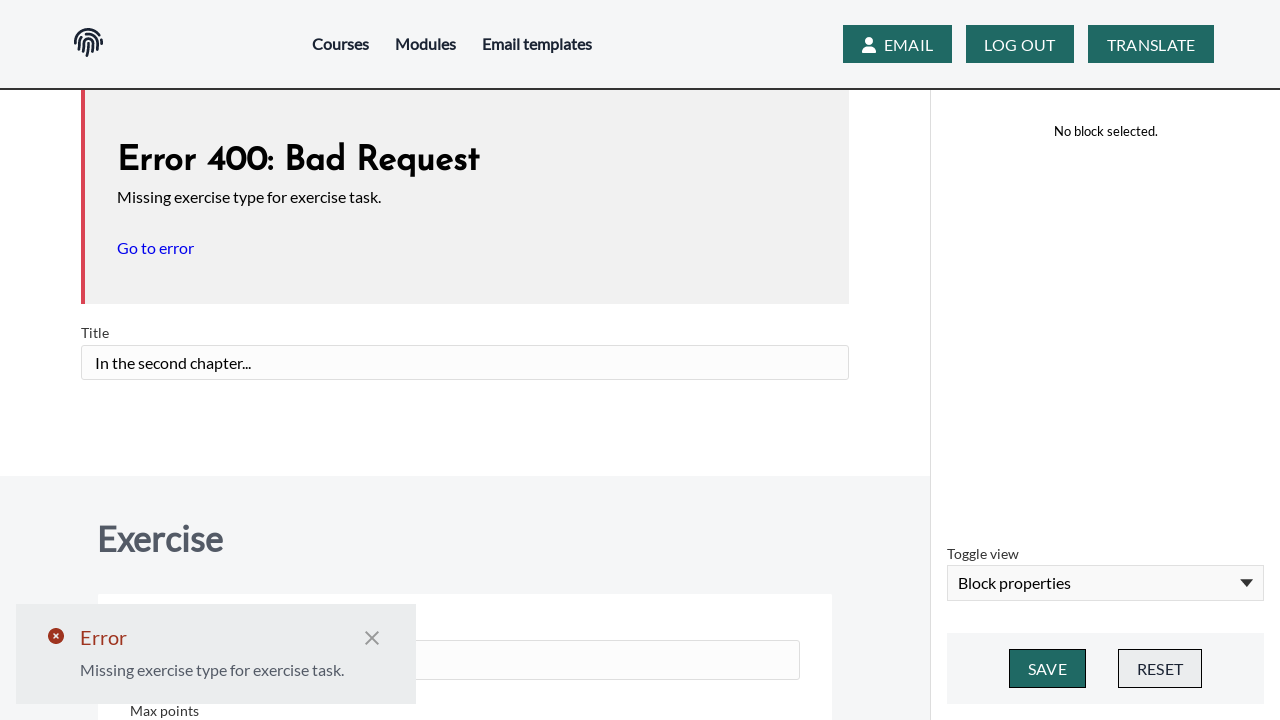 Courses
Modules
Email templates
EMAIL
LOG OUT
TRANSLATE
Error 400: Bad Request
Missing exercise type for exercise task.
Go to error
Title
In the second chapter...
No block selected.
Exercise
Error
Missing exercise type for exercise task.
Max points
Toggle view
Block properties
SAVE
RESET